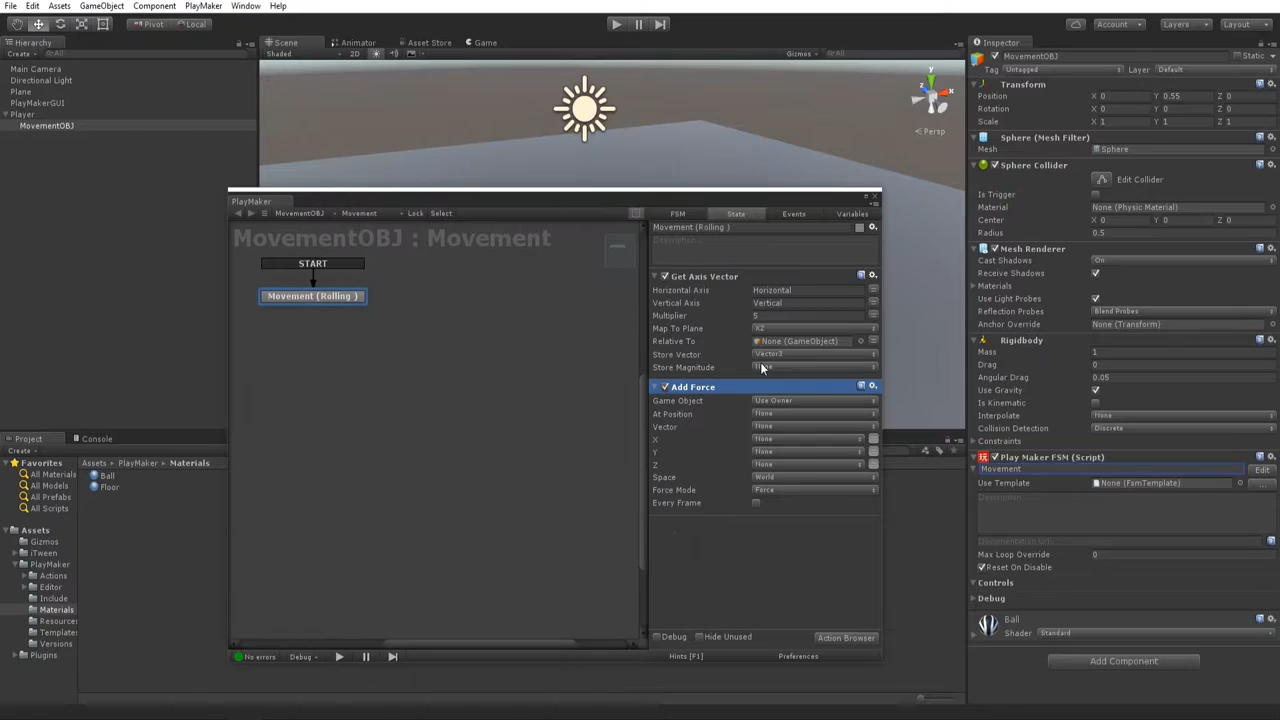 File Edit Assets GameObject Component PlayMaker Window Help
Pivot Local Account Layers Layout
Hierarchy
Create All
Main Camera
Directional Light
Plane
PlayMakerGUI
Player
MovementOBJ
Scene Animator Asset Store Game
Shaded 2D Gizmos All
y
x
z
Persp
PlayMaker
MovementOBJ Movement Lock Select
MovementOBJ : Movement
START
Movement (Rolling )
FSM State Events Variables
Movement (Rolling )
Description...
Get Axis Vector
Horizontal Axis Horizontal
Vertical Axis Vertical
Multiplier 5
Map To Plane XZ
Relative To None (GameObject)
Store Vector Vector3
Store Magnitude
Add Force
Game Object Use Owner
At Position None
Vector None
X None
Y None
Z None
Space World
Force Mode Force
Every Frame
Debug Hide Unused Action Browser
No errors Debug Hints [F1] Preferences
Project Console
Create
Favorites
All Materials
All Models
All Prefabs
All Scripts
Assets
Gizmos
iTween
PlayMaker
Actions
Editor
Include
Materials
Resources
Templates
Versions
Plugins
Assets PlayMaker Materials
Ball
Floor
Inspector
MovementOBJ Static
Tag Untagged Layer Default
Transform
Position X 0 Y 0.55 Z 0
Rotation X 0 Y 0 Z 0
Scale X 1 Y 1 Z 1
Sphere (Mesh Filter)
Mesh Sphere
Sphere Collider
Edit Collider
Is Trigger
Material None (Physic Material)
Center X 0 Y 0 Z 0
Radius 0.5
Mesh Renderer
Cast Shadows On
Receive Shadows
Materials
Use Light Probes
Reflection Probes Blend Probes
Anchor Override None (Transform)
Rigidbody
Mass 1
Drag 0
Angular Drag 0.05
Use Gravity
Is Kinematic
Interpolate None
Collision Detection Discrete
Constraints
Play Maker FSM (Script)
Movement Edit
Use Template None (FsmTemplate) ...
Description...
Documentation Url...
Max Loop Override 0
Reset On Disable
Controls
Debug
Ball
Shader Standard
Add Component